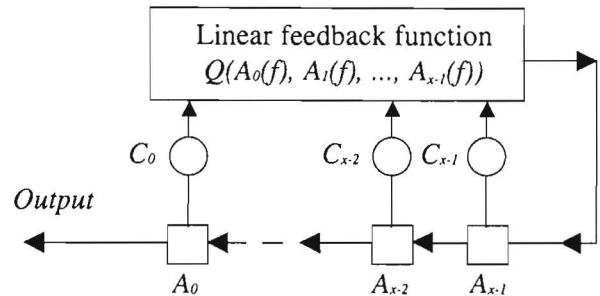 Linear feedback function
Q(A₀(f), A₁(f), ..., Aₓ₋₁(f))
C₀
Cₓ₋₂
Cₓ₋₁
Output
A₀
Aₓ₋₂
Aₓ₋₁